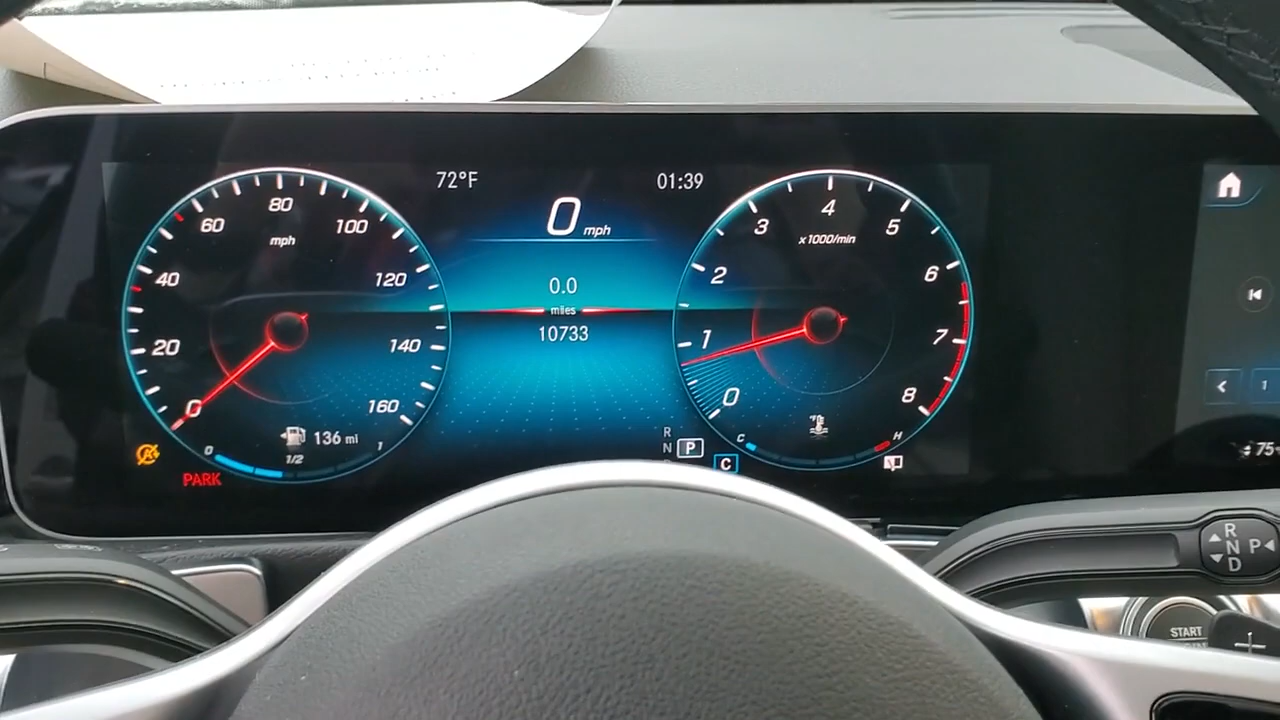 72°F
01:39
0 mph
0.0
miles
10733
80
60
100
mph
40
120
20
140
0
160
136 mi
0
1/2
1
PARK
4
3
5
x1000/min
2
6
1
7
0
8
C
H
R
N
P
C
1
75
R
N
P
D
START